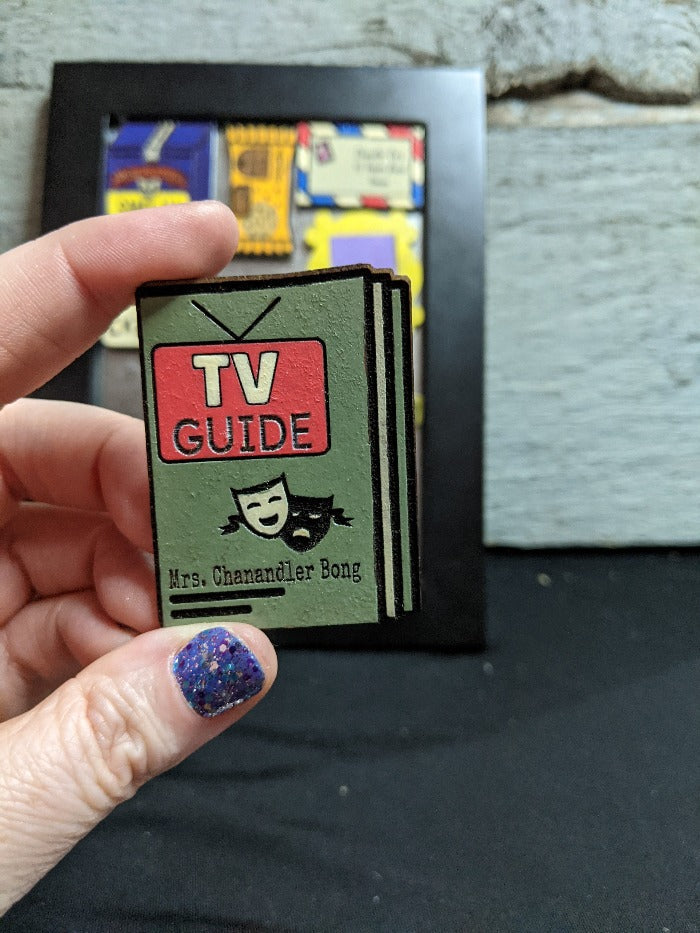 TV
GUIDE
Mrs. Chanandler Bong